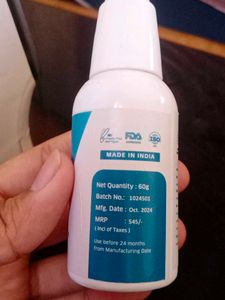 FDA
ISO
MADE IN INDIA
Net Quantity : 60g
Batch No.: 1024501
Mfg. Date : Oct. 2024
MRP : 545/-
( Incl of Taxes )
Use before 24 months
from Manufacturing Date